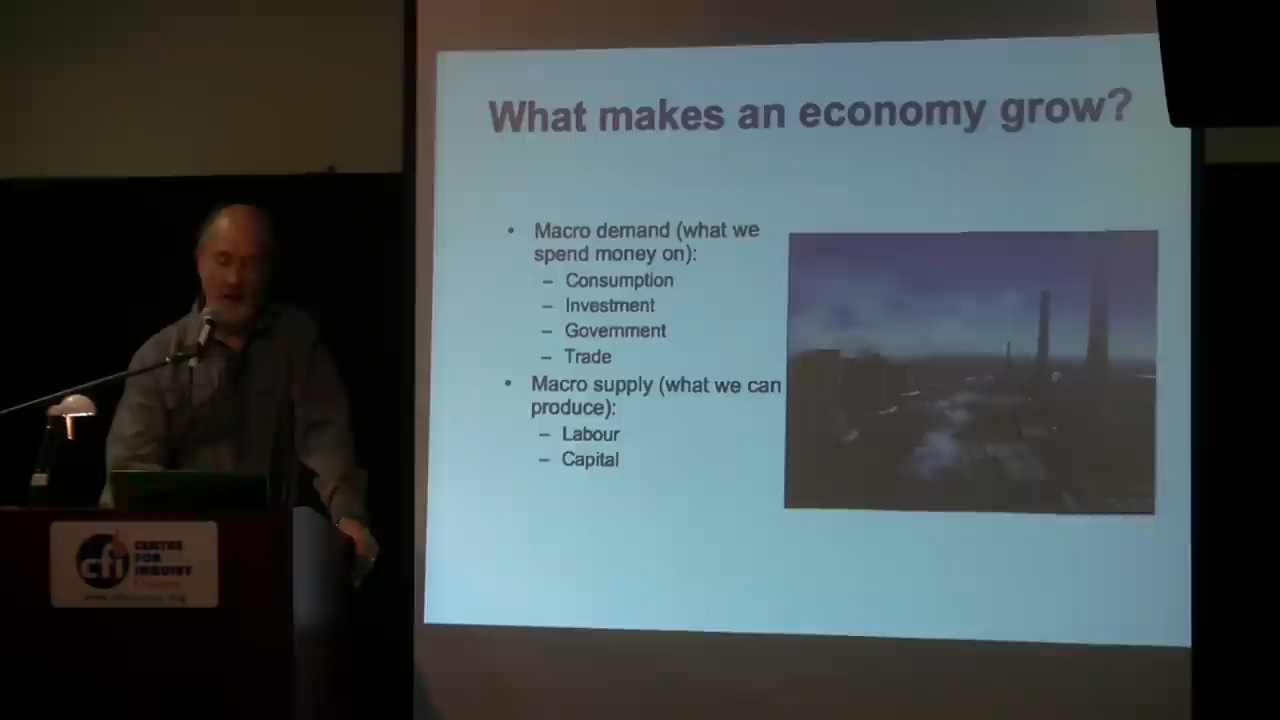 What makes an economy grow?
• Macro demand (what we
spend money on):
– Consumption
– Investment
– Government
– Trade
• Macro supply (what we can
produce):
– Labour
– Capital
cfi
CENTRE
FOR
INQUIRY